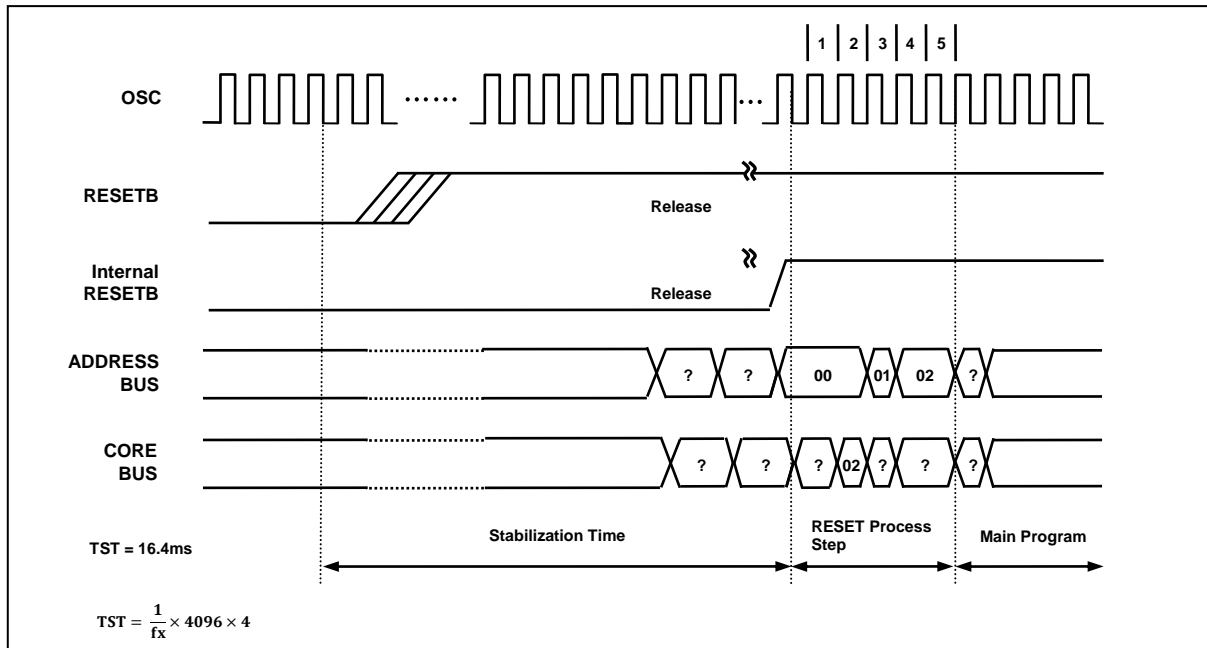 1 2 3 4 5
OSC
......
...
RESETB
Release
Internal
RESETB
Release
ADDRESS
BUS
? ? 00 01 02 ?
CORE
BUS
? ? ? 02 ? ? ?
TST = 16.4ms
Stabilization Time
RESET Process
Step
Main Program
TST = 1/fx × 4096 × 4